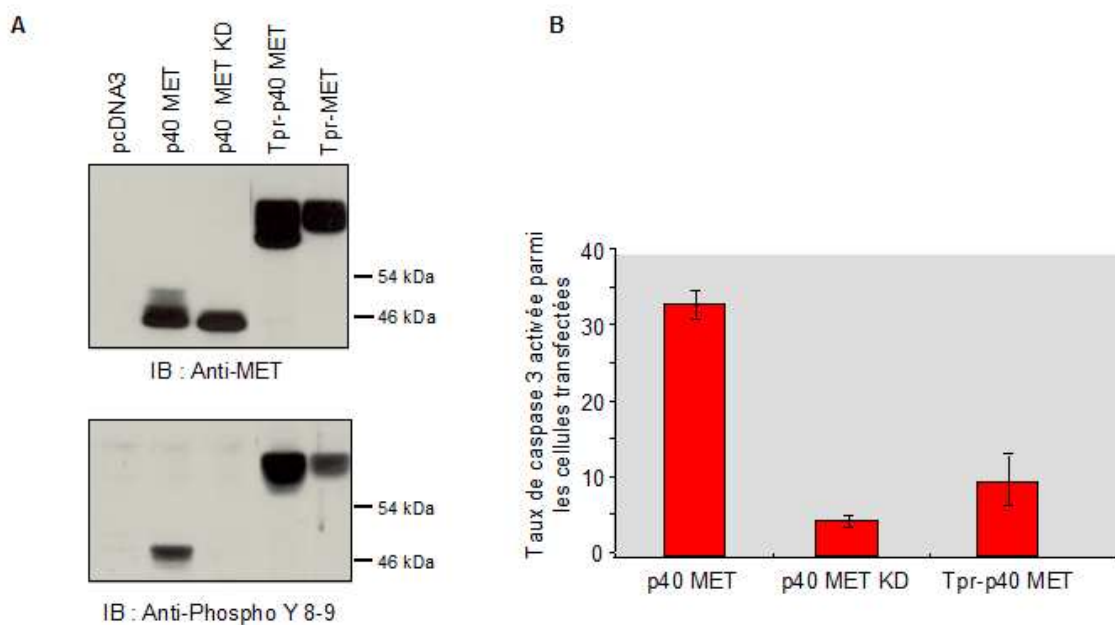 A
pcDNA3
p40 MET
p40 MET KD
Tpr-p40 MET
Tpr-MET
54 kDa
46 kDa
IB : Anti-MET
54 kDa
46 kDa
IB : Anti-Phospho Y 8-9
B
Taux de caspase 3 activée parmi
les cellules transfectées
40
30
20
10
0
p40 MET
p40 MET KD
Tpr-p40 MET